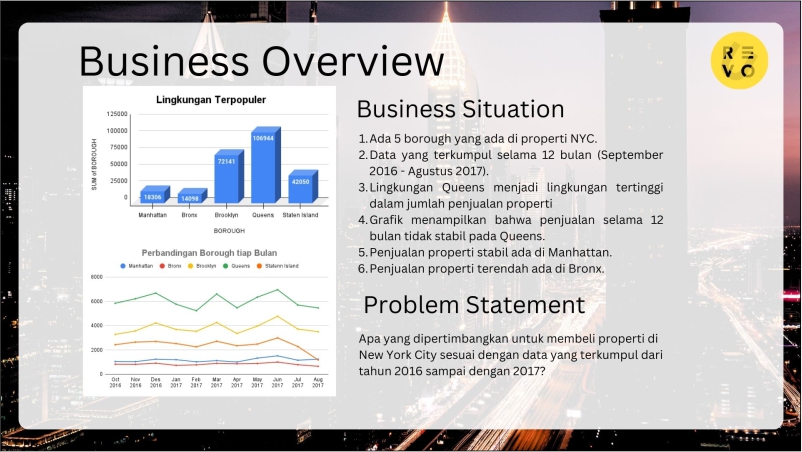 Business Overview
REVO
Lingkungan Terpopuler
SUM of BOROUGH
125000
100000
75000
50000
25000
0
18306
14098
72141
106944
42050
Manhattan Bronx Brooklyn Queens Staten Island
BOROUGH
Perbandingan Borough tiap Bulan
Manhattan Bronx Brooklyn Queens Statenn Island
8000
6000
4000
2000
0
Oct Nov Des Jan Feb Mar Apr May Jun Jul Aug
2016 2016 2016 2017 2017 2017 2017 2017 2017 2017 2017
Business Situation
1. Ada 5 borough yang ada di properti NYC.
2. Data yang terkumpul selama 12 bulan (September
2016 - Agustus 2017).
3. Lingkungan Queens menjadi lingkungan tertinggi
dalam jumlah penjualan properti
4. Grafik menampilkan bahwa penjualan selama 12
bulan tidak stabil pada Queens.
5. Penjualan properti stabil ada di Manhattan.
6. Penjualan properti terendah ada di Bronx.
Problem Statement
Apa yang dipertimbangkan untuk membeli properti di
New York City sesuai dengan data yang terkumpul dari
tahun 2016 sampai dengan 2017?